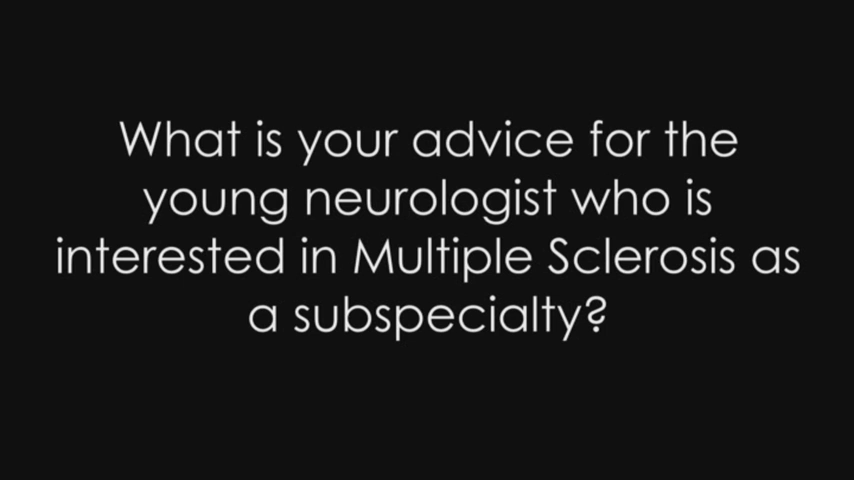 What is your advice for the
young neurologist who is
interested in Multiple Sclerosis as
a subspecialty?